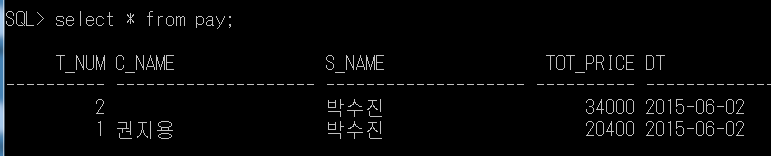 SQL> select * from pay;
T_NUM C_NAME S_NAME TOT_PRICE DT
---------- -------------------- -------------------- ---------- -------------
2 박수진 34000 2015-06-02
1 권지용 박수진 20400 2015-06-02